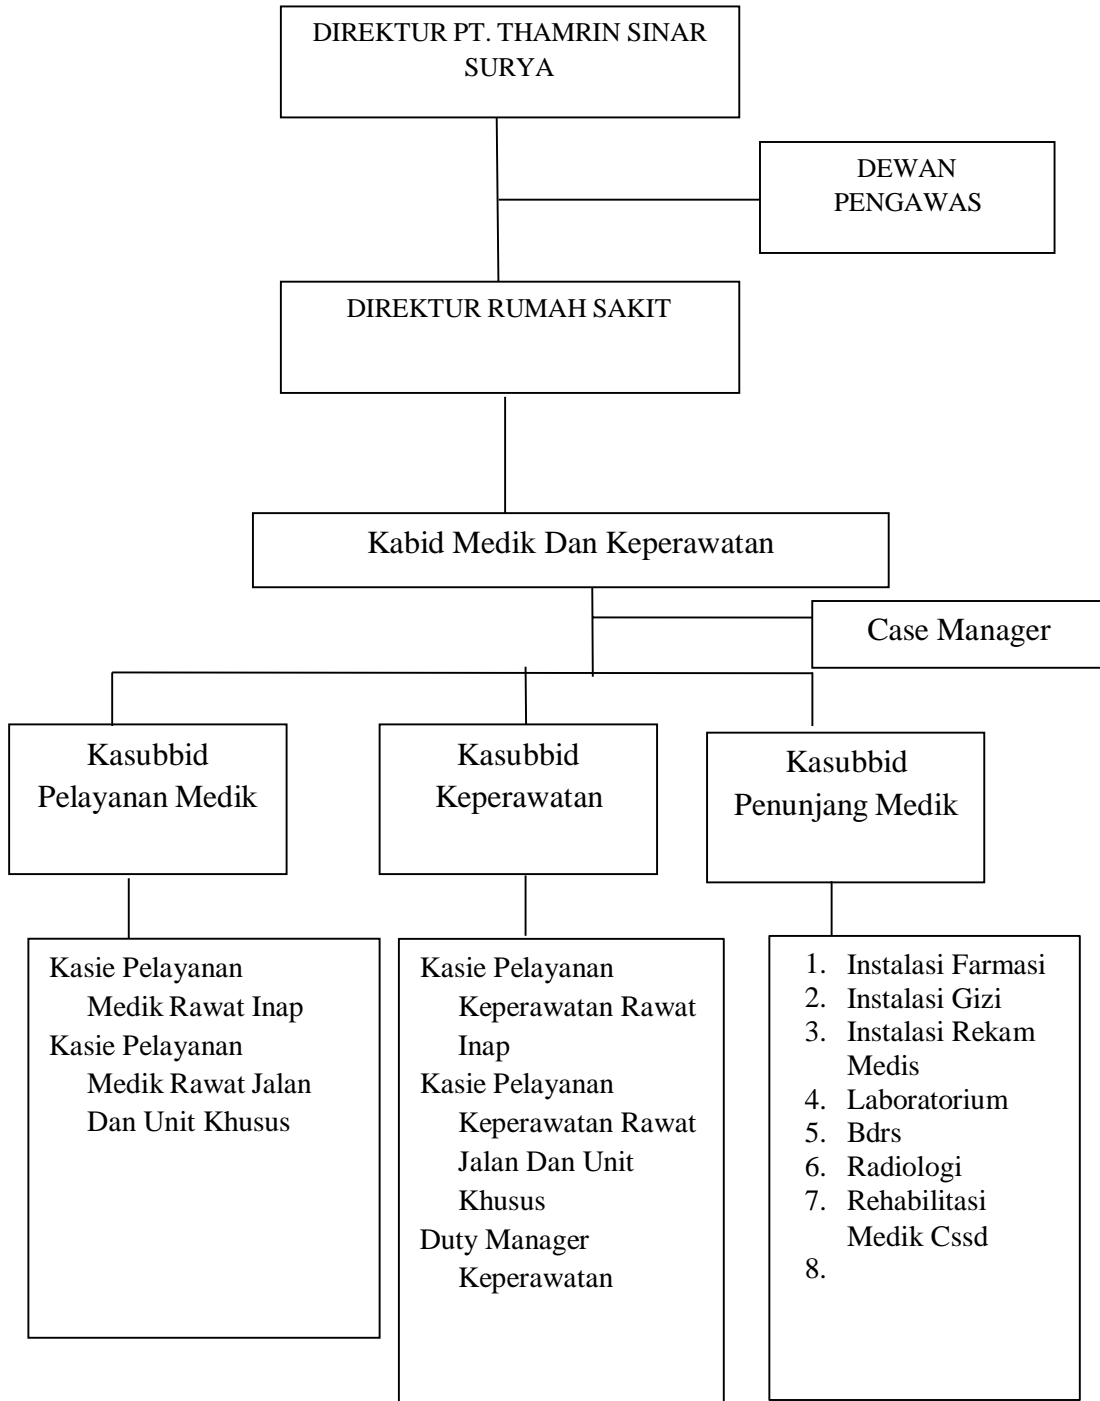 DIREKTUR PT. THAMRIN SINAR
SURYA
DEWAN
PENGAWAS
DIREKTUR RUMAH SAKIT
Kabid Medik Dan Keperawatan
Case Manager
Kasubbid
Pelayanan Medik
Kasubbid
Keperawatan
Kasubbid
Penunjang Medik
Kasie Pelayanan
Medik Rawat Inap
Kasie Pelayanan
Medik Rawat Jalan
Dan Unit Khusus
Kasie Pelayanan
Keperawatan Rawat
Inap
Kasie Pelayanan
Keperawatan Rawat
Jalan Dan Unit
Khusus
Duty Manager
Keperawatan
1. Instalasi Farmasi
2. Instalasi Gizi
3. Instalasi Rekam
Medis
4. Laboratorium
5. Bdrs
6. Radiologi
7. Rehabilitasi
Medik Cssd
8.